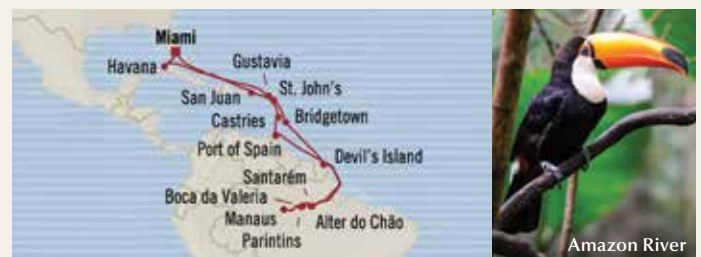 Miami
Havana
Gustavia
San Juan
St. John's
Castries
Bridgetown
Port of Spain
Devil's Island
Santarém
Boca da Valeria
Manaus
Alter do Chão
Parintins
Amazon River